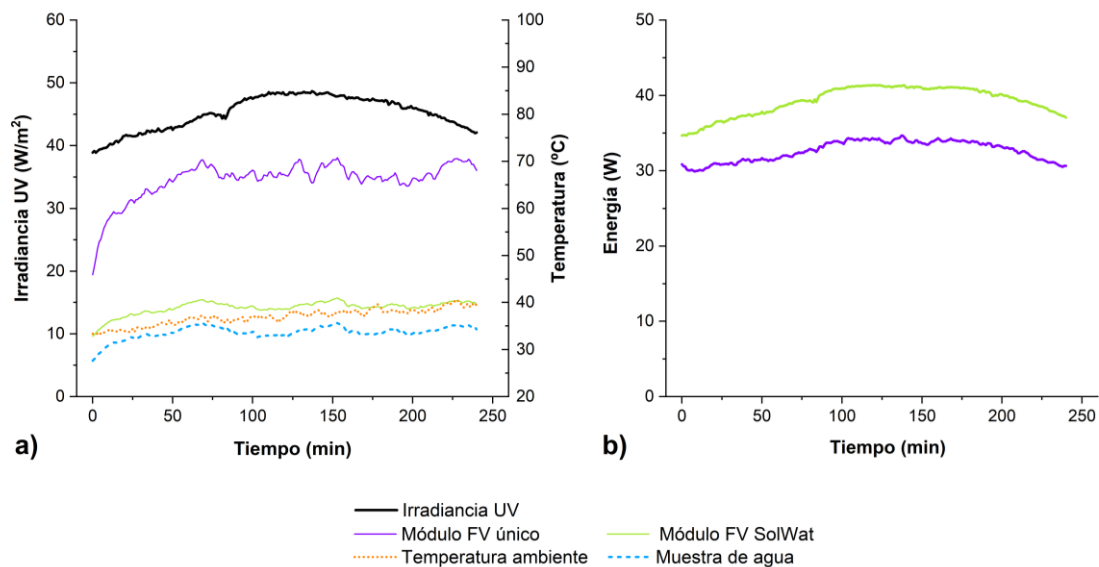 60
50
40
30
20
10
0
Irradiancia UV (W/m²)
100
90
80
70
60
50
40
30
20
Temperatura (ºC)
0 50 100 150 200 250
Tiempo (min)
a)
50
40
30
20
10
0
Energía (W)
0 50 100 150 200 250
Tiempo (min)
b)
Irradiancia UV
Módulo FV único Módulo FV SolWat
Temperatura ambiente Muestra de agua